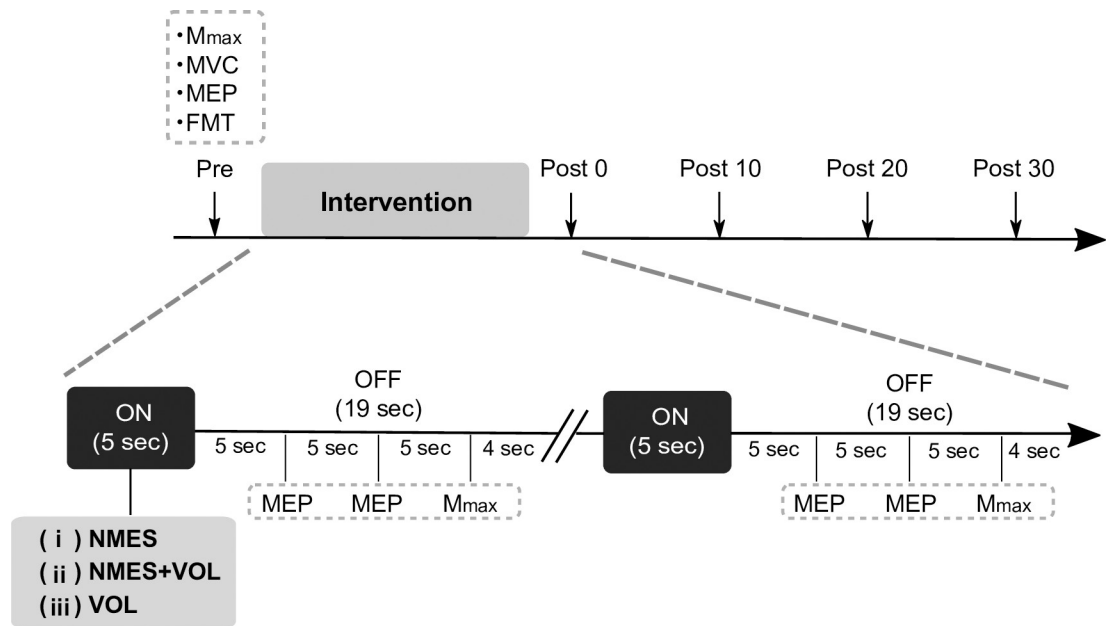 ·Mmax
·MVC
·MEP
·FMT
Pre
Intervention
Post 0
Post 10
Post 20
Post 30
ON
(5 sec)
OFF
(19 sec)
5 sec
5 sec
5 sec
4 sec
MEP
MEP
Mmax
ON
(5 sec)
OFF
(19 sec)
5 sec
5 sec
5 sec
4 sec
MEP
MEP
Mmax
( i ) NMES
( ii ) NMES+VOL
(iii) VOL